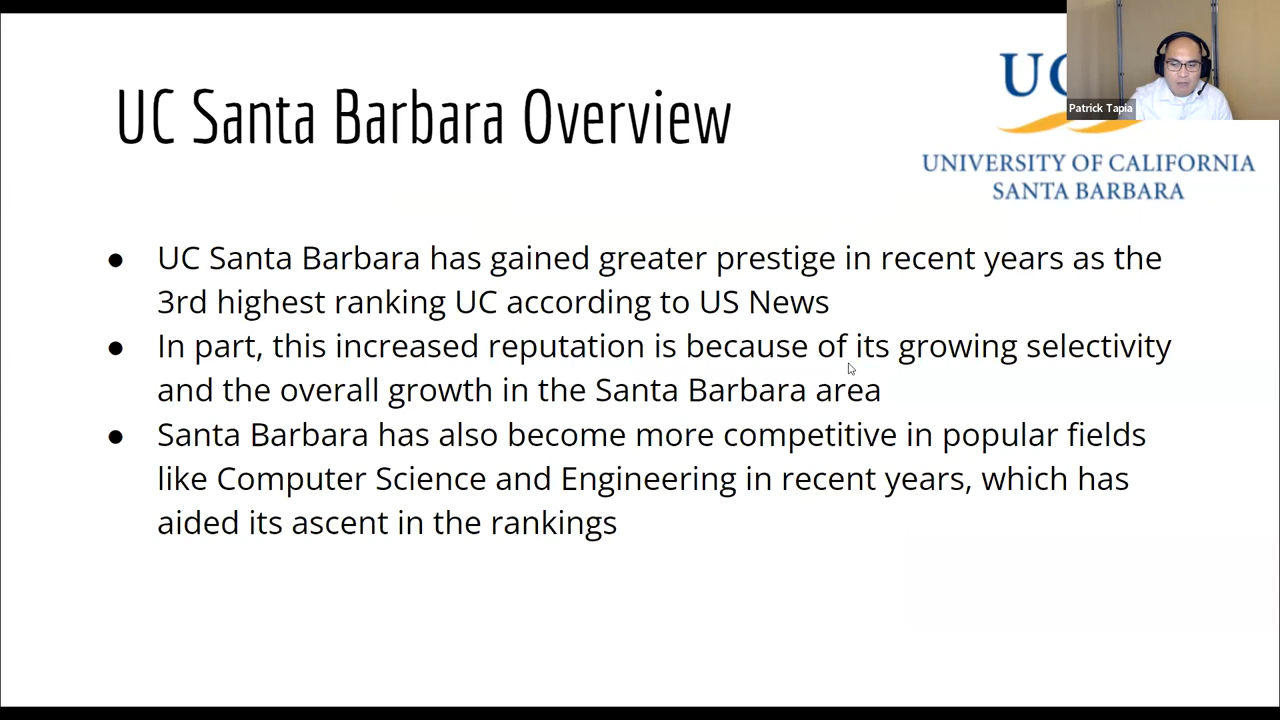 UC Santa Barbara Overview
UC
Patrick Tapia
UNIVERSITY OF CALIFORNIA
SANTA BARBARA
● UC Santa Barbara has gained greater prestige in recent years as the
3rd highest ranking UC according to US News
● In part, this increased reputation is because of its growing selectivity
and the overall growth in the Santa Barbara area
● Santa Barbara has also become more competitive in popular fields
like Computer Science and Engineering in recent years, which has
aided its ascent in the rankings